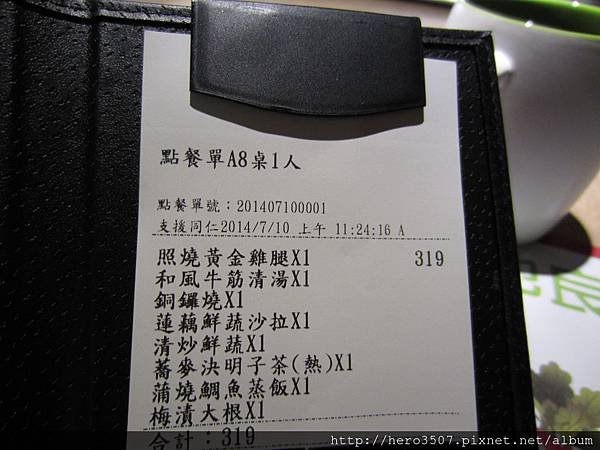 點餐單A8桌1人
點餐單號：201407100001
支援同仁2014/7/10 上午 11:24:16 A
照燒黃金雞腿X1 319
和風牛筋清湯X1
銅鑼燒X1
蓮藕鮮蔬沙拉X1
清炒鮮蔬X1
蕎麥決明子茶(熱)X1
蒲燒鯛魚蒸飯X1
梅漬大根X1
合計：319
http://hero3507.pixnet.net/album